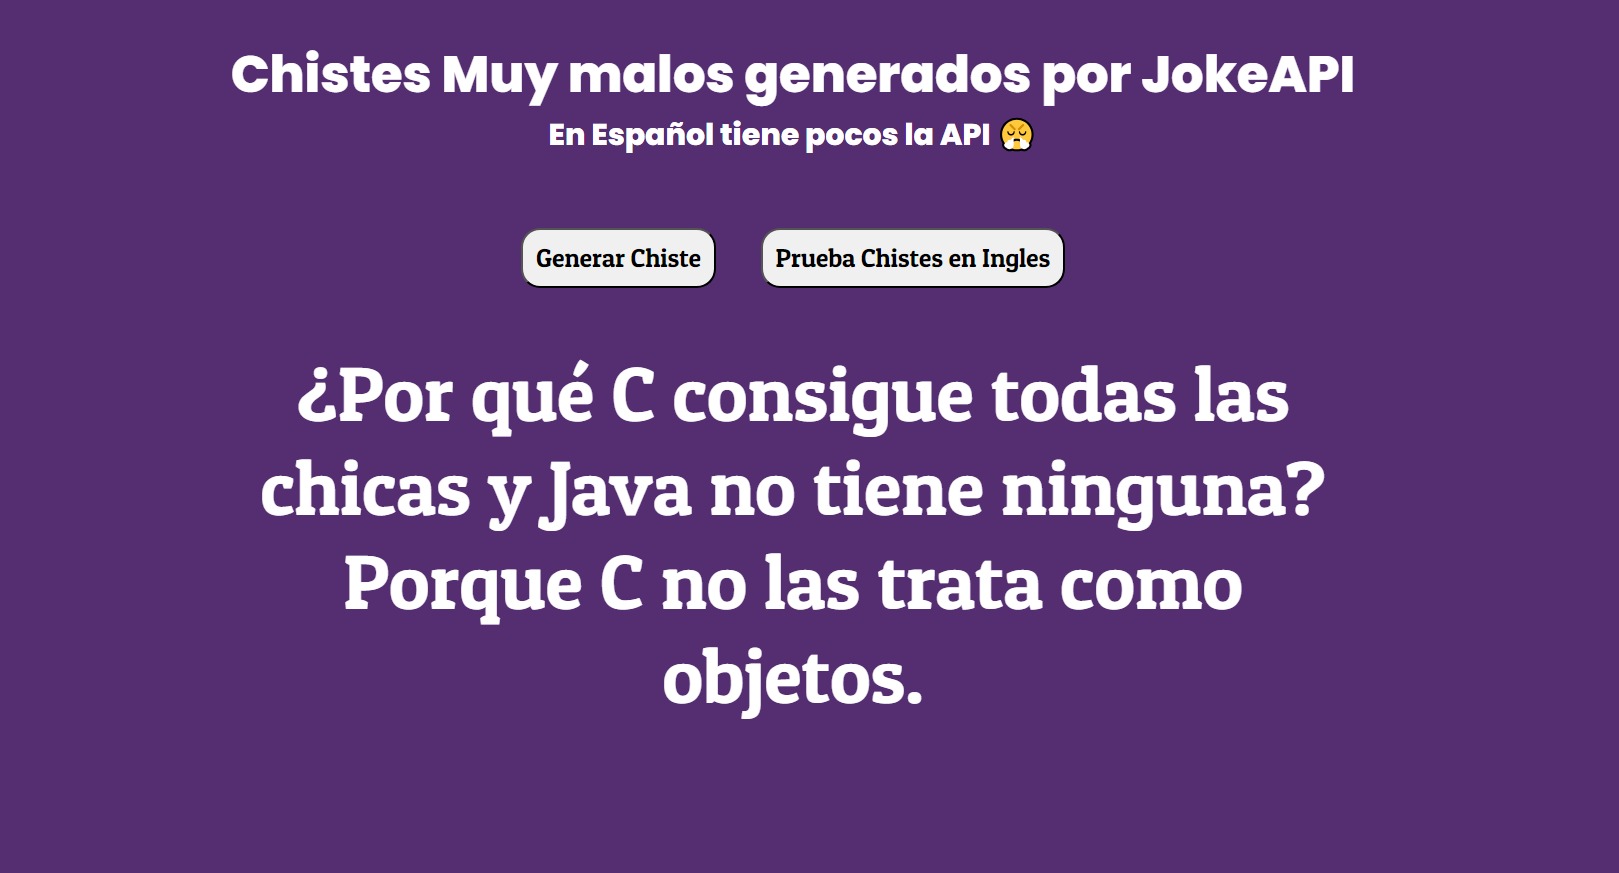 Chistes Muy malos generados por JokeAPI
En Español tiene pocos la API 😤
Generar Chiste
Prueba Chistes en Ingles
¿Por qué C consigue todas las
chicas y Java no tiene ninguna?
Porque C no las trata como
objetos.